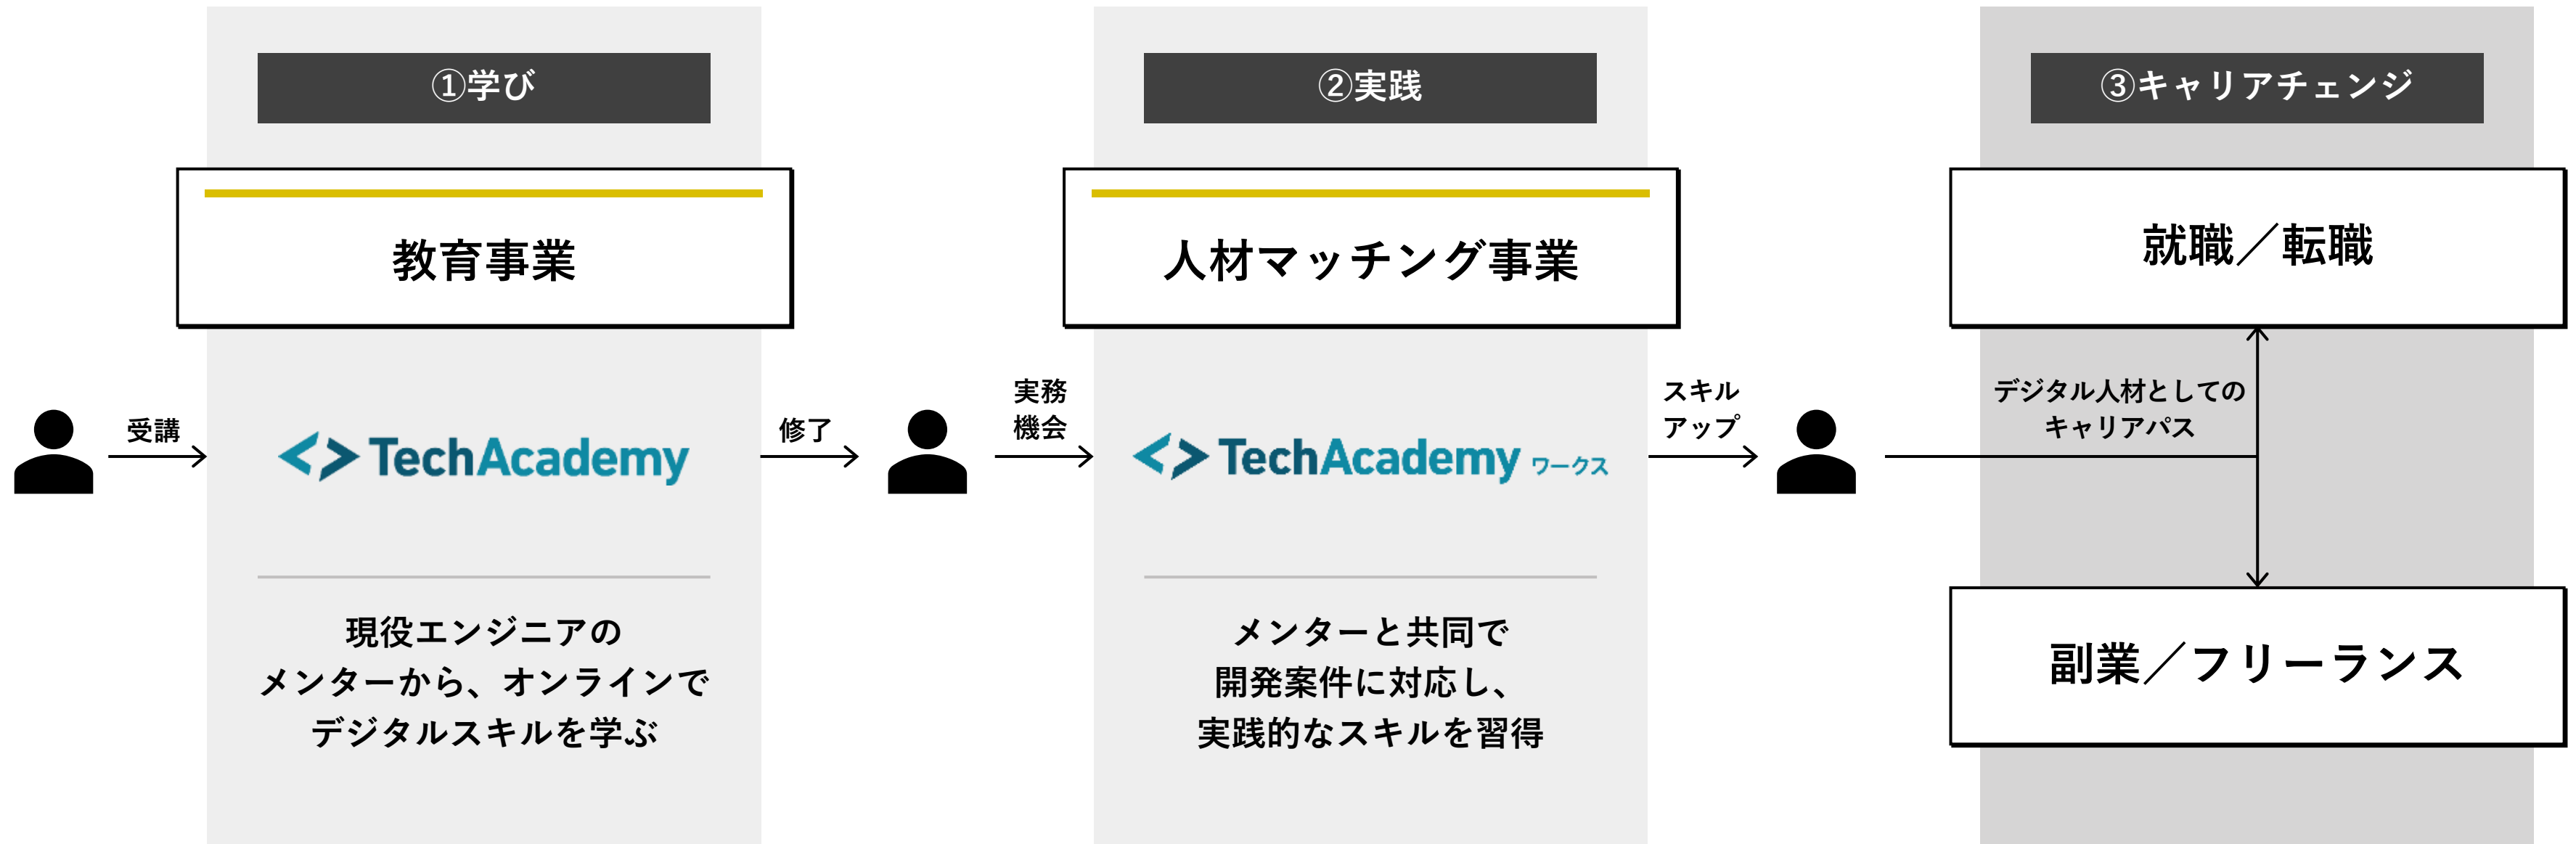 ①学び
教育事業
受講
TechAcademy
現役エンジニアの
メンターから、オンラインで
デジタルスキルを学ぶ
修了
実務
機会
②実践
人材マッチング事業
TechAcademy ワークス
メンターと共同で
開発案件に対応し、
実践的なスキルを習得
スキル
アップ
③キャリアチェンジ
就職／転職
デジタル人材としての
キャリアパス
副業／フリーランス